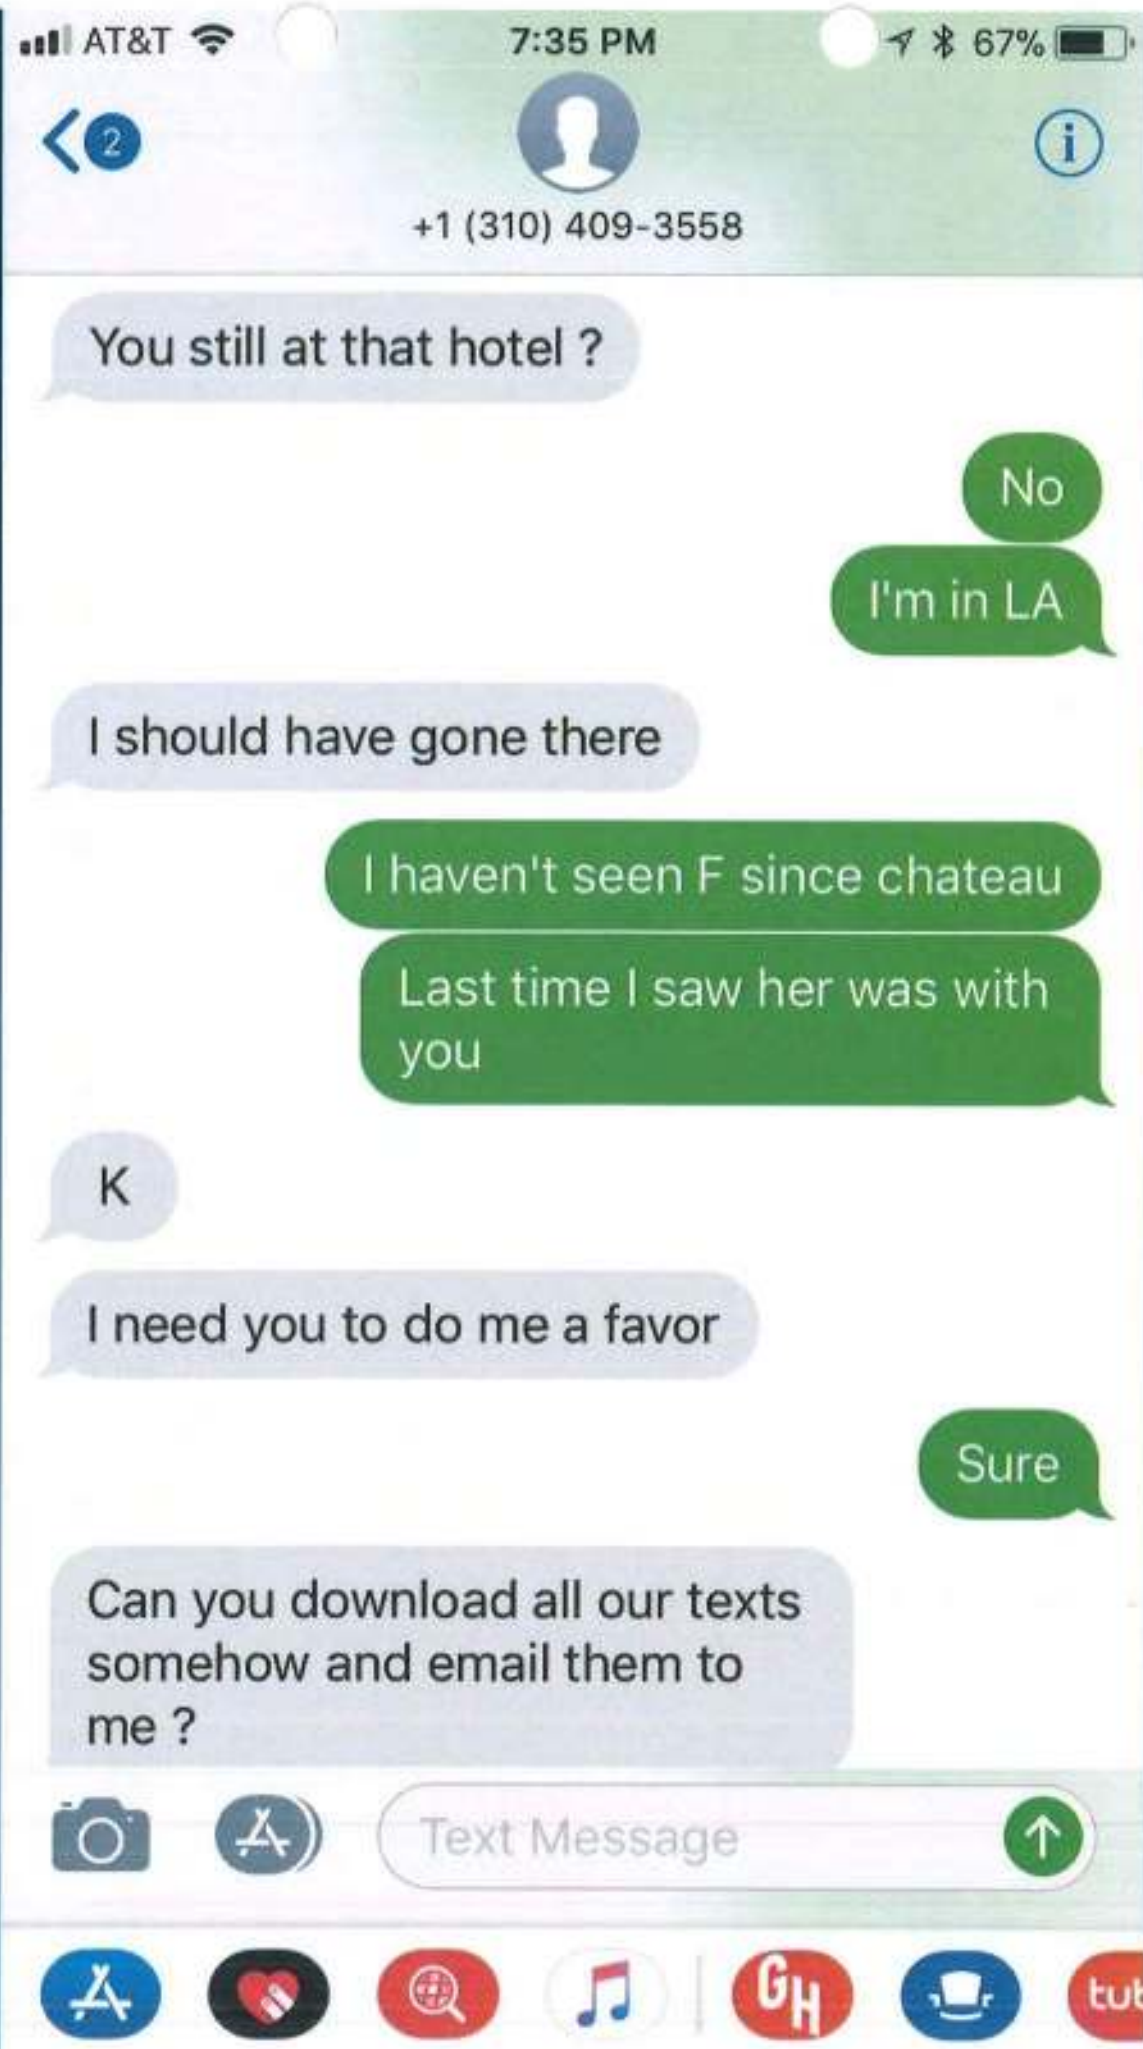 AT&T 7:35 PM 67%
2
+1 (310) 409-3558
You still at that hotel ?
No
I'm in LA
I should have gone there
I haven't seen F since chateau
Last time I saw her was with
you
K
I need you to do me a favor
Sure
Can you download all our texts
somehow and email them to
me ?
Text Message
GH tub